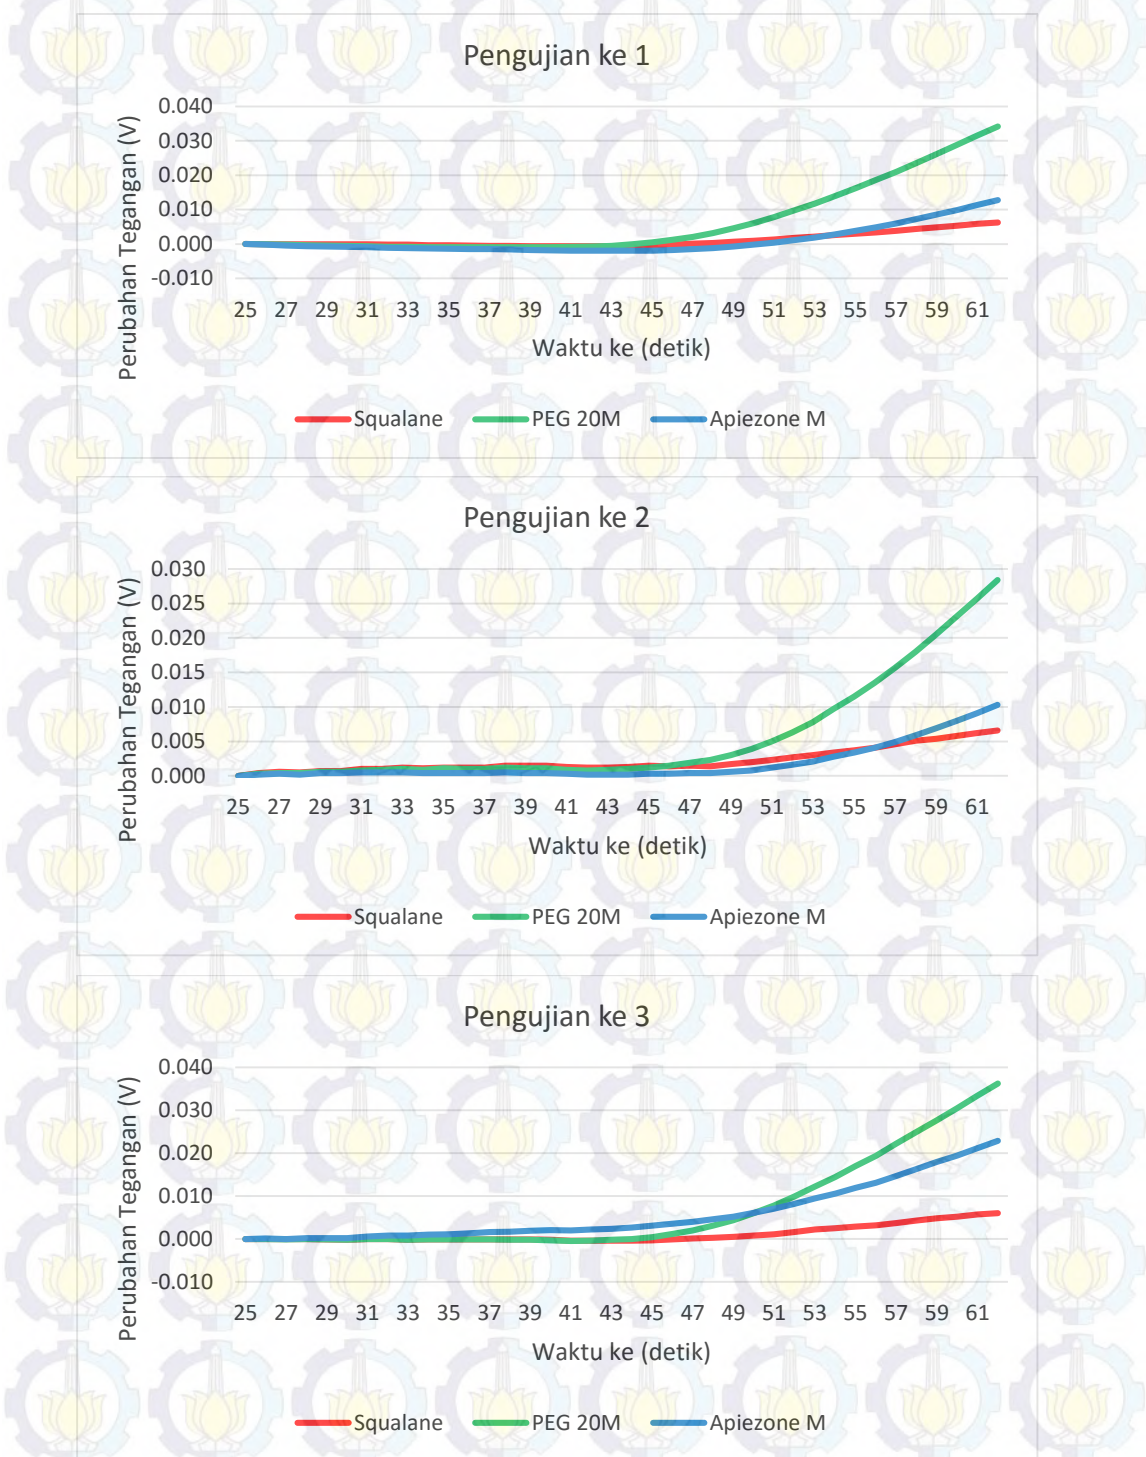 Pengujian ke 1
Perubahan Tegangan (V)
0.040
0.030
0.020
0.010
0.000
-0.010
25 27 29 31 33 35 37 39 41 43 45 47 49 51 53 55 57 59 61
Waktu ke (detik)
Squalane PEG 20M Apiezone M
Pengujian ke 2
Perubahan Tegangan (V)
0.030
0.025
0.020
0.015
0.010
0.005
0.000
25 27 29 31 33 35 37 39 41 43 45 47 49 51 53 55 57 59 61
Waktu ke (detik)
Squalane PEG 20M Apiezone M
Pengujian ke 3
Perubahan Tegangan (V)
0.040
0.030
0.020
0.010
0.000
-0.010
25 27 29 31 33 35 37 39 41 43 45 47 49 51 53 55 57 59 61
Waktu ke (detik)
Squalane PEG 20M Apiezone M